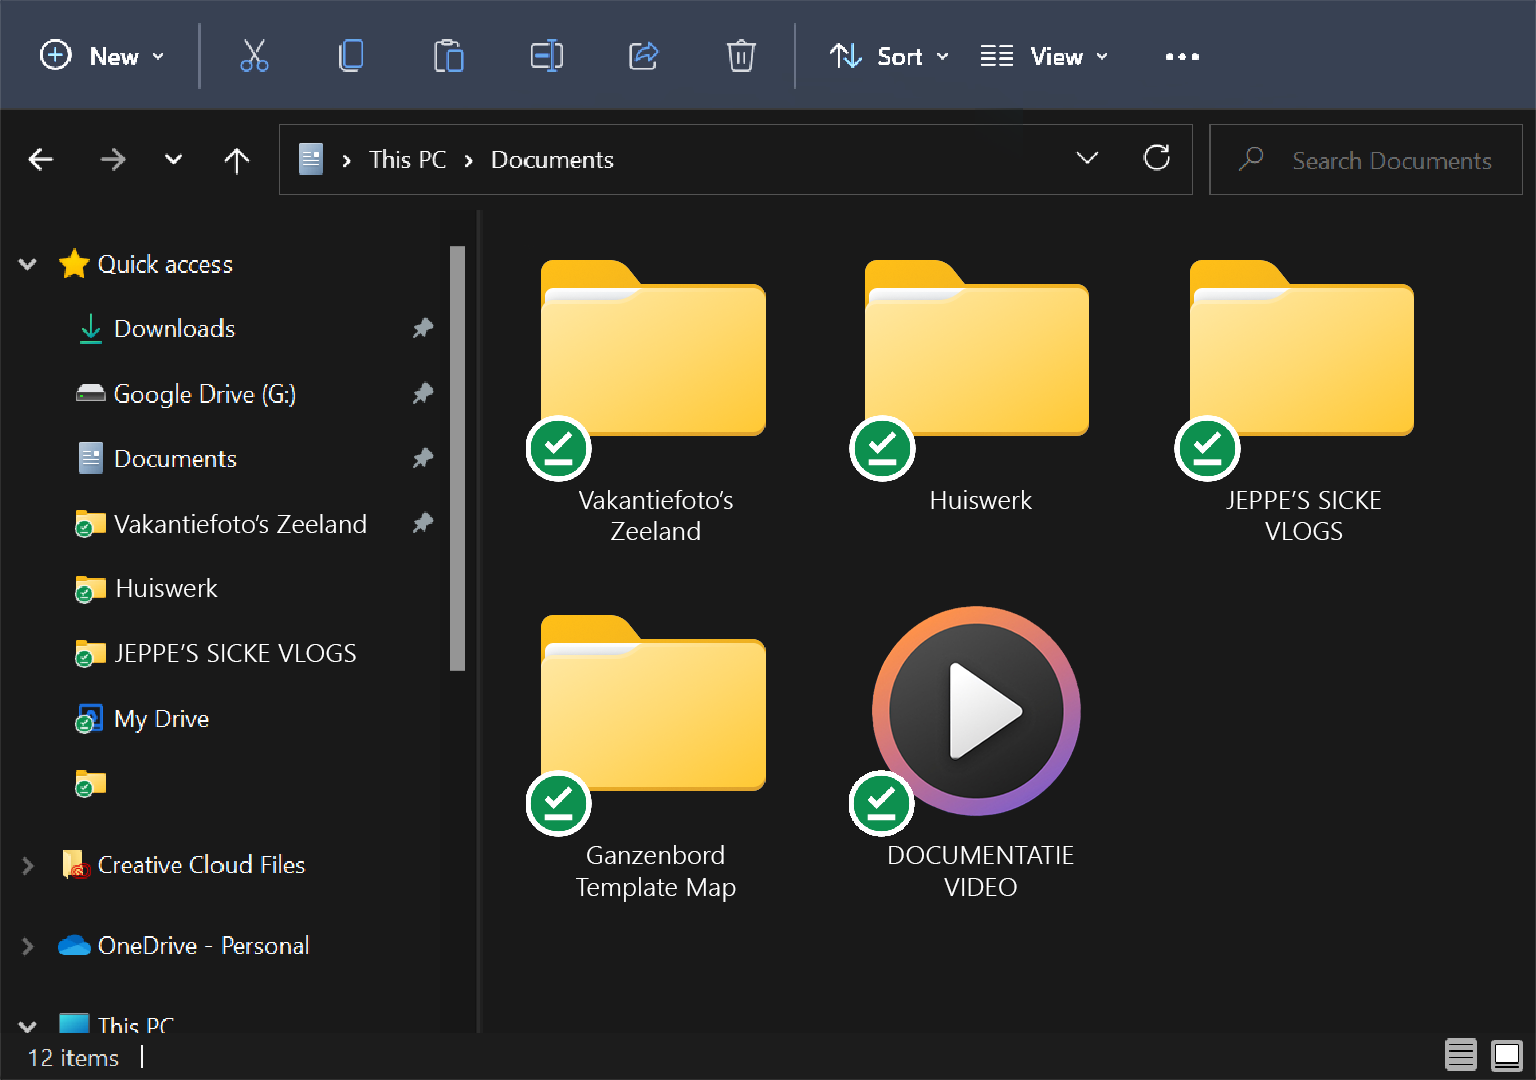 New
Sort
View
This PC
Documents
Search Documents
Quick access
Downloads
Google Drive (G:)
Documents
Vakantiefoto’s Zeeland
Huiswerk
JEPPE’S SICKE VLOGS
My Drive
Creative Cloud Files
OneDrive - Personal
This PC
Vakantiefoto’s
Zeeland
Huiswerk
JEPPE’S SICKE
VLOGS
Ganzenbord
Template Map
DOCUMENTATIE
VIDEO
12 items